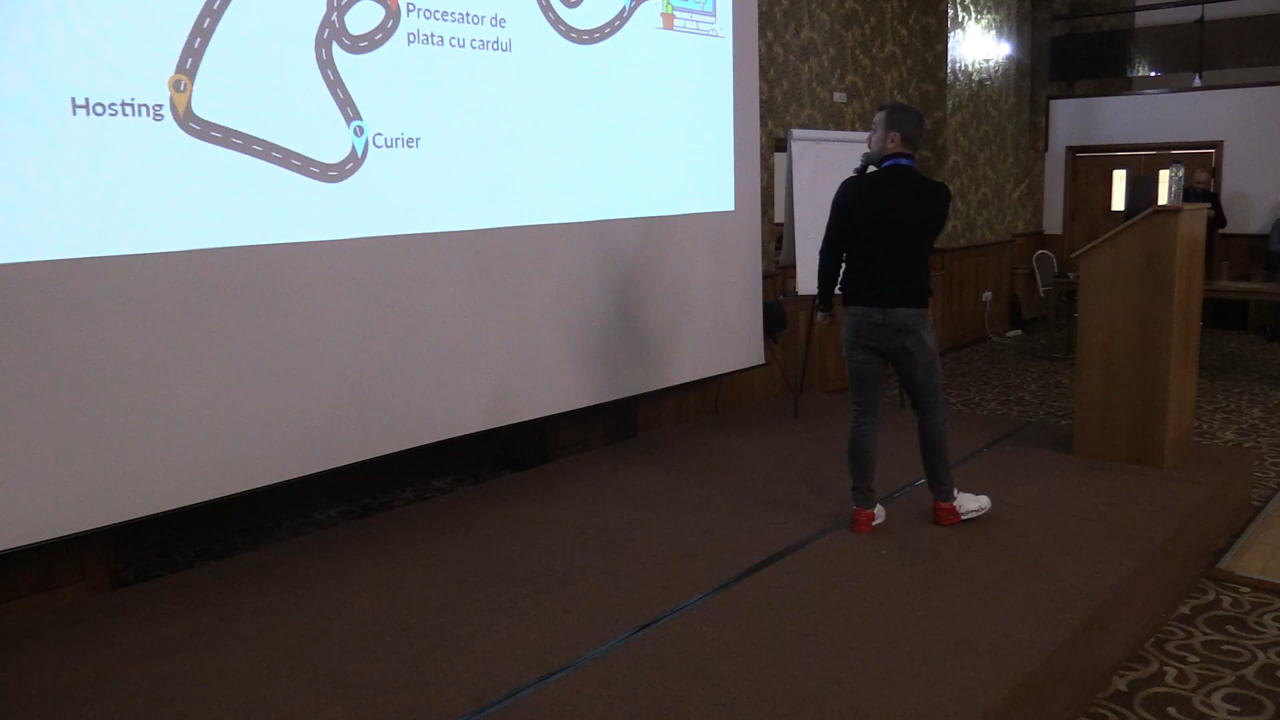 Procesator de
plata cu cardul
Hosting
Curier